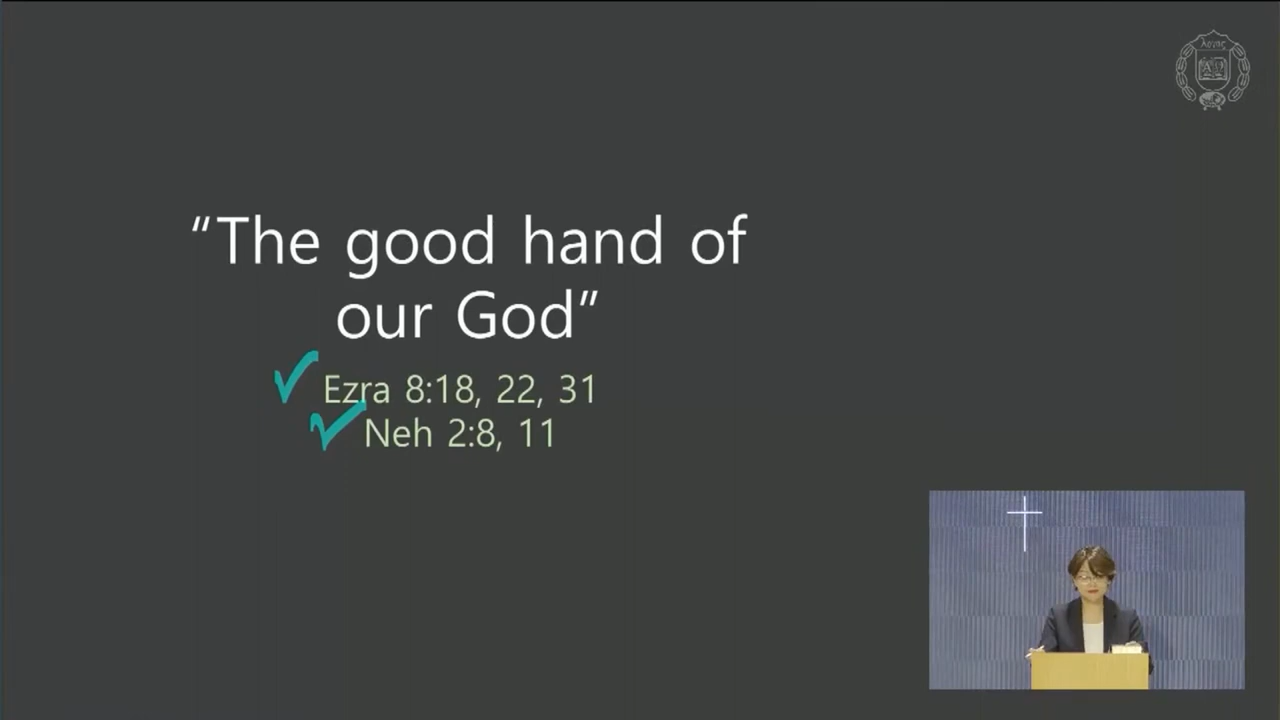 “The good hand of
our God”
Ezra 8:18, 22, 31
Neh 2:8, 11